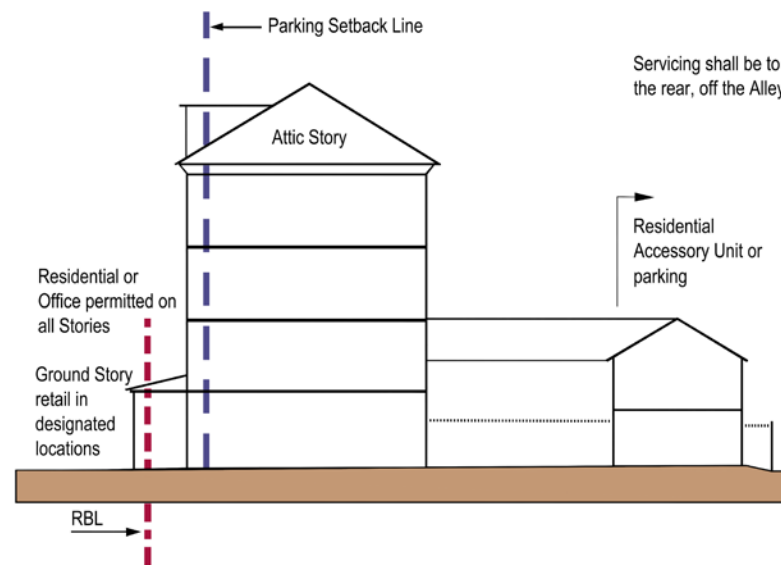 Parking Setback Line
Servicing shall be to
the rear, off the Alley
Attic Story
Residential
Accessory Unit or
parking
Residential or
Office permitted on
all Stories
Ground Story
retail in
designated
locations
RBL